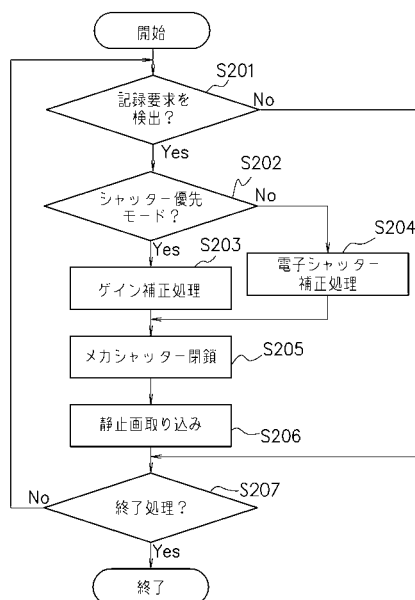 開始
S201
記録要求を
検出?
No
Yes
S202
シャッター優先
モード?
No
Yes
S203
ゲイン補正処理
S204
電子シャッター
補正処理
メカシャッター閉鎖
S205
静止画取り込み
S206
S207
終了処理?
No
Yes
終了